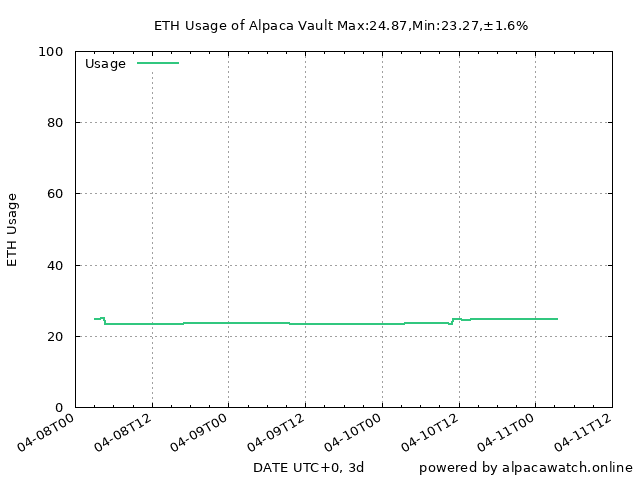 ETH Usage of Alpaca Vault Max:24.87,Min:23.27,±1.6%
100
Usage
80
60
ETH Usage
40
20
0
04-08T00
04-08T12
04-09T00
04-09T12
04-10T00
04-10T12
04-11T00
04-11T12
DATE UTC+0, 3d
powered by alpacawatch.online